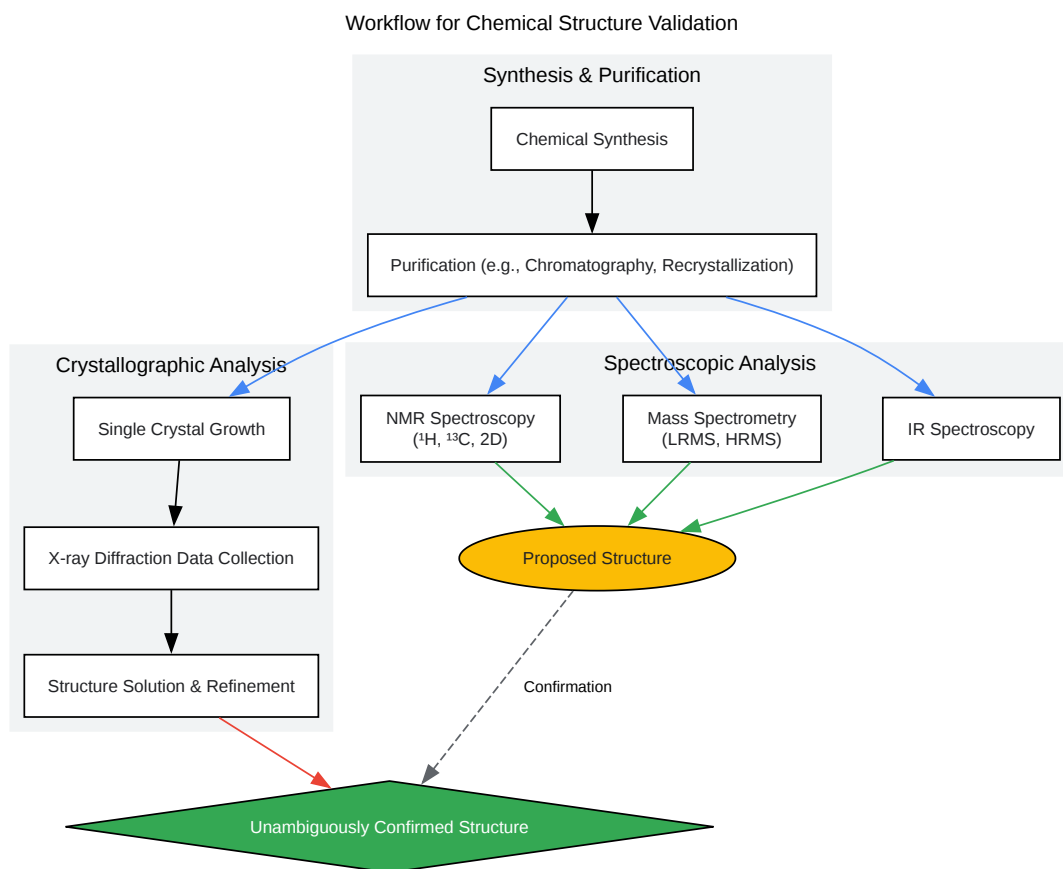 Workflow for Chemical Structure Validation
Synthesis & Purification
Chemical Synthesis
Purification (e.g., Chromatography, Recrystallization)
Crystallographic Analysis
Single Crystal Growth
X-ray Diffraction Data Collection
Structure Solution & Refinement
Spectroscopic Analysis
NMR Spectroscopy
(¹H, ¹³C, 2D)
Mass Spectrometry
(LRMS, HRMS)
IR Spectroscopy
Proposed Structure
Confirmation
Unambiguously Confirmed Structure